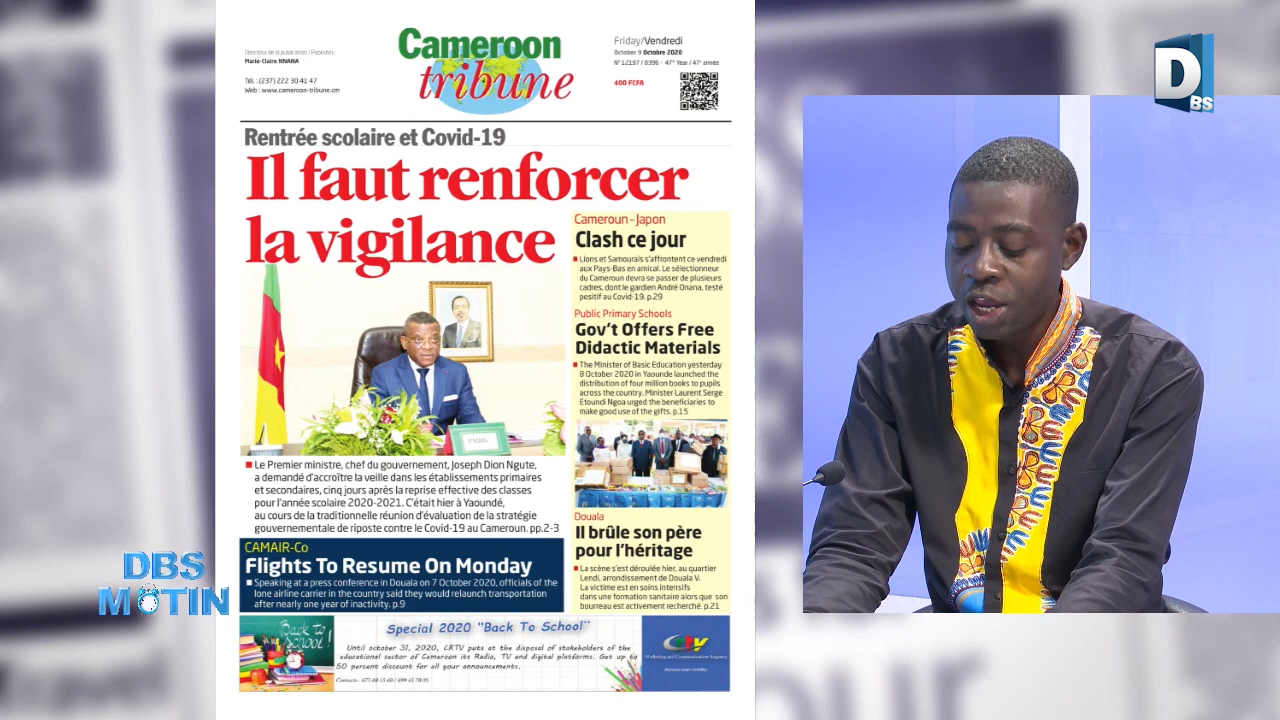 Directeur de la publication / Publisher:
Marie-Claire NNANA
Tél.: (237) 222 30 41 47
Web : www.cameroon-tribune.cm
Cameroon
tribune
Friday/Vendredi
October 9 Octobre 2020
N° 12197 / 8396 - 47th Year / 47e année
400 FCFA
Rentrée scolaire et Covid-19
Il faut renforcer
la vigilance
Le Premier ministre, chef du gouvernement, Joseph Dion Ngute,
a demandé d'accroître la veille dans les établissements primaires
et secondaires, cinq jours après la reprise effective des classes
pour l'année scolaire 2020-2021. C'était hier à Yaoundé,
au cours de la traditionnelle réunion d'évaluation de la stratégie
gouvernementale de riposte contre le Covid-19 au Cameroun. pp.2-3
CAMAIR-Co
Flights To Resume On Monday
Speaking at a press conference in Douala on 7 October 2020, officials of the
lone airline carrier in the country said they would relaunch transportation
after nearly one year of inactivity. p.9
Cameroun - Japon
Clash ce jour
Lions et Samouraïs s'affrontent ce vendredi
aux Pays-Bas en amical. Le sélectionneur
du Cameroun devra se passer de plusieurs
cadres, dont le gardien André Onana, testé
positif au Covid-19. p.29
Public Primary Schools
Gov't Offers Free
Didactic Materials
The Minister of Basic Education yesterday
8 October 2020 in Yaounde launched the
distribution of four million books to pupils
across the country. Minister Laurent Serge
Etoundi Ngoa urged the beneficiaries to
make good use of the gifts. p.15
Douala
Il brûle son père
pour l'héritage
La scène s'est déroulée hier, au quartier
Lendi, arrondissement de Douala V.
La victime est en soins intensifs
dans une formation sanitaire alors que son
bourreau est activement recherché. p.21
Back to
School!
Special 2020 "Back To School"
Until october 31, 2020, CRTV puts at the disposal of stakeholders of the
educational sector of Cameroon its Radio, TV and digital platforms. Get up to
50 percent discount for all your announcements.
Marketing and Communication Agency
DBS
DBS
MOTIN